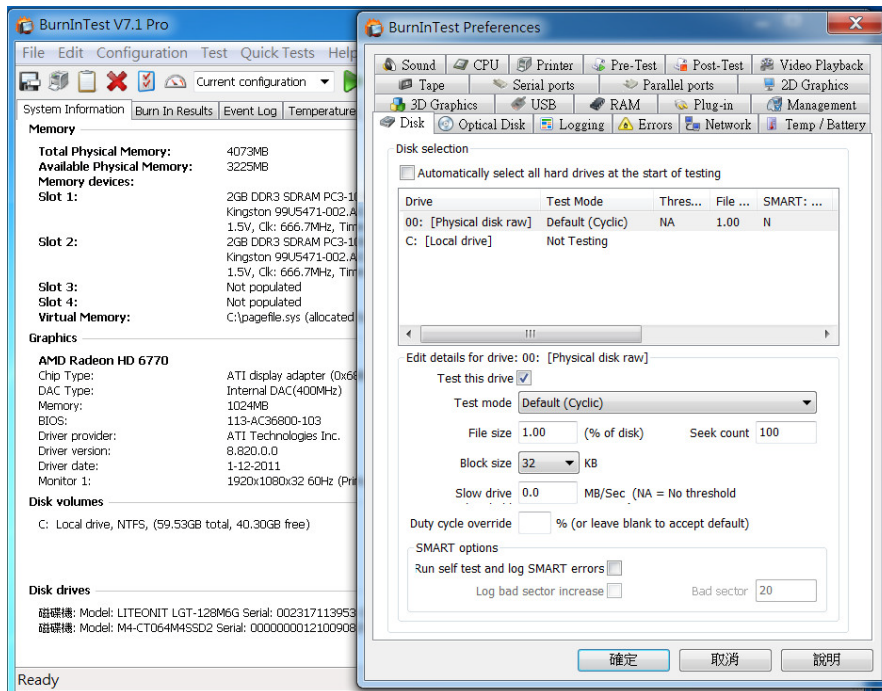 BurnInTest V7.1 Pro
File Edit Configuration Test Quick Tests Help
Current configuration
System Information Burn In Results Event Log Temperature
Memory
Total Physical Memory: 4073MB
Available Physical Memory: 3225MB
Memory devices:
Slot 1: 2GB DDR3 SDRAM PC3-10
Kingston 99U5471-002.A
1.5V, Clk: 666.7MHz, Tim
Slot 2: 2GB DDR3 SDRAM PC3-10
Kingston 99U5471-002.A
1.5V, Clk: 666.7MHz, Tim
Slot 3: Not populated
Slot 4: Not populated
Virtual Memory: C:\pagefile.sys (allocated
Graphics
AMD Radeon HD 6770
Chip Type: ATI display adapter (0x68
DAC Type: Internal DAC(400MHz)
Memory: 1024MB
BIOS: 113-AC36800-103
Driver provider: ATI Technologies Inc.
Driver version: 8.820.0.0
Driver date: 1-12-2011
Monitor 1: 1920x1080x32 60Hz (Pri
Disk volumes
C: Local drive, NTFS, (59.53GB total, 40.30GB free)
Disk drives
磁碟機: Model: LITEONIT LGT-128M6G Serial: 002317113953
磁碟機: Model: M4-CT064M4SSD2 Serial: 0000000012100908
Ready
BurnInTest Preferences
Sound CPU Printer Pre-Test Post-Test Video Playback
Tape Serial ports Parallel ports 2D Graphics
3D Graphics USB RAM Plug-in Management
Disk Optical Disk Logging Errors Network Temp / Battery
Disk selection
Automatically select all hard drives at the start of testing
Drive Test Mode Thres... File ... SMART: ...
00: [Physical disk raw] Default (Cyclic) NA 1.00 N
C: [Local drive] Not Testing
Edit details for drive: 00: [Physical disk raw]
Test this drive
Test mode Default (Cyclic)
File size 1.00 (% of disk) Seek count 100
Block size 32 KB
Slow drive 0.0 MB/Sec (NA = No threshold
Duty cycle override % (or leave blank to accept default)
SMART options
Run self test and log SMART errors
Log bad sector increase Bad sector 20
確定 取消 說明